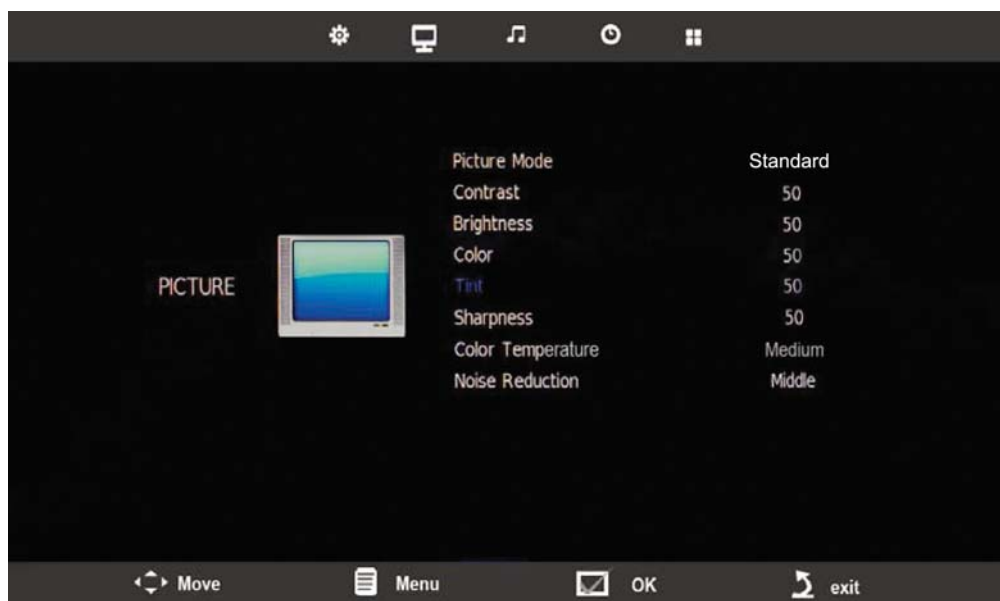 Picture Mode Standard
Contrast 50
Brightness 50
Color 50
PICTURE
Tint 50
Sharpness 50
Color Temperature Medium
Noise Reduction Middle
Move Menu OK exit